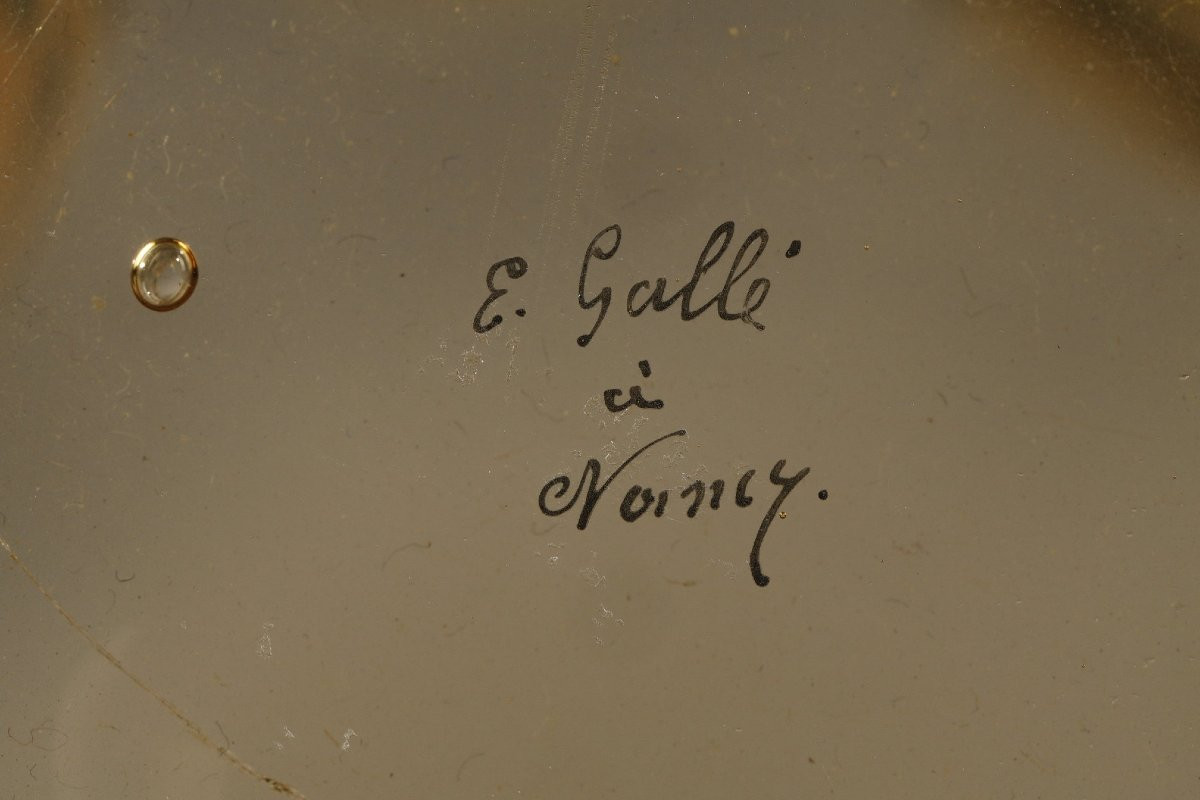 E. Gallé
à
Nancy.